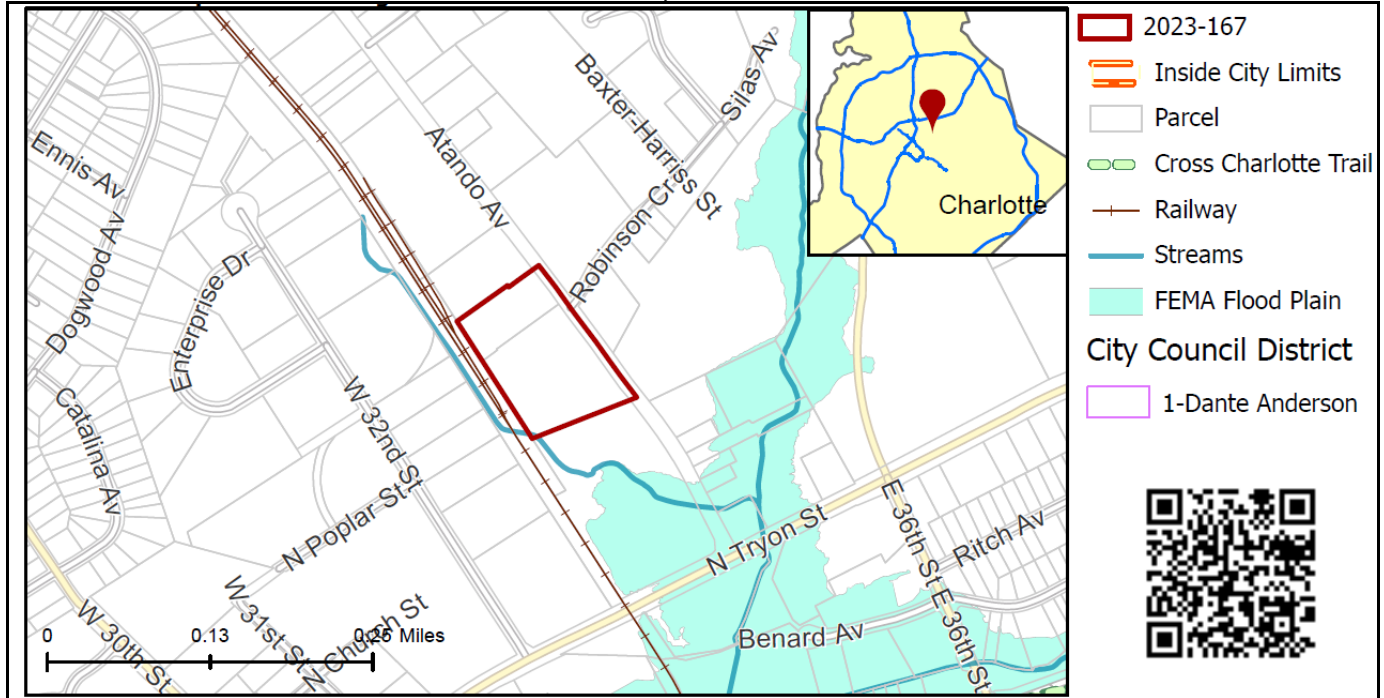 Baxter-Harriss St
Silas Av
Atando Av
Ennis Av
Robinson Cr
Charlotte
Dogwood Av
Enterprise Dr
W 32nd St
Catalina Av
N Poplar St
N Tryon St
E 36th St
E 36th St
Ritch Av
W 31st St
N Church St
W 30th St
Benard Av
0 0.13 0.25 Miles
2023-167
Inside City Limits
Parcel
Cross Charlotte Trail
Railway
Streams
FEMA Flood Plain
City Council District
1-Dante Anderson